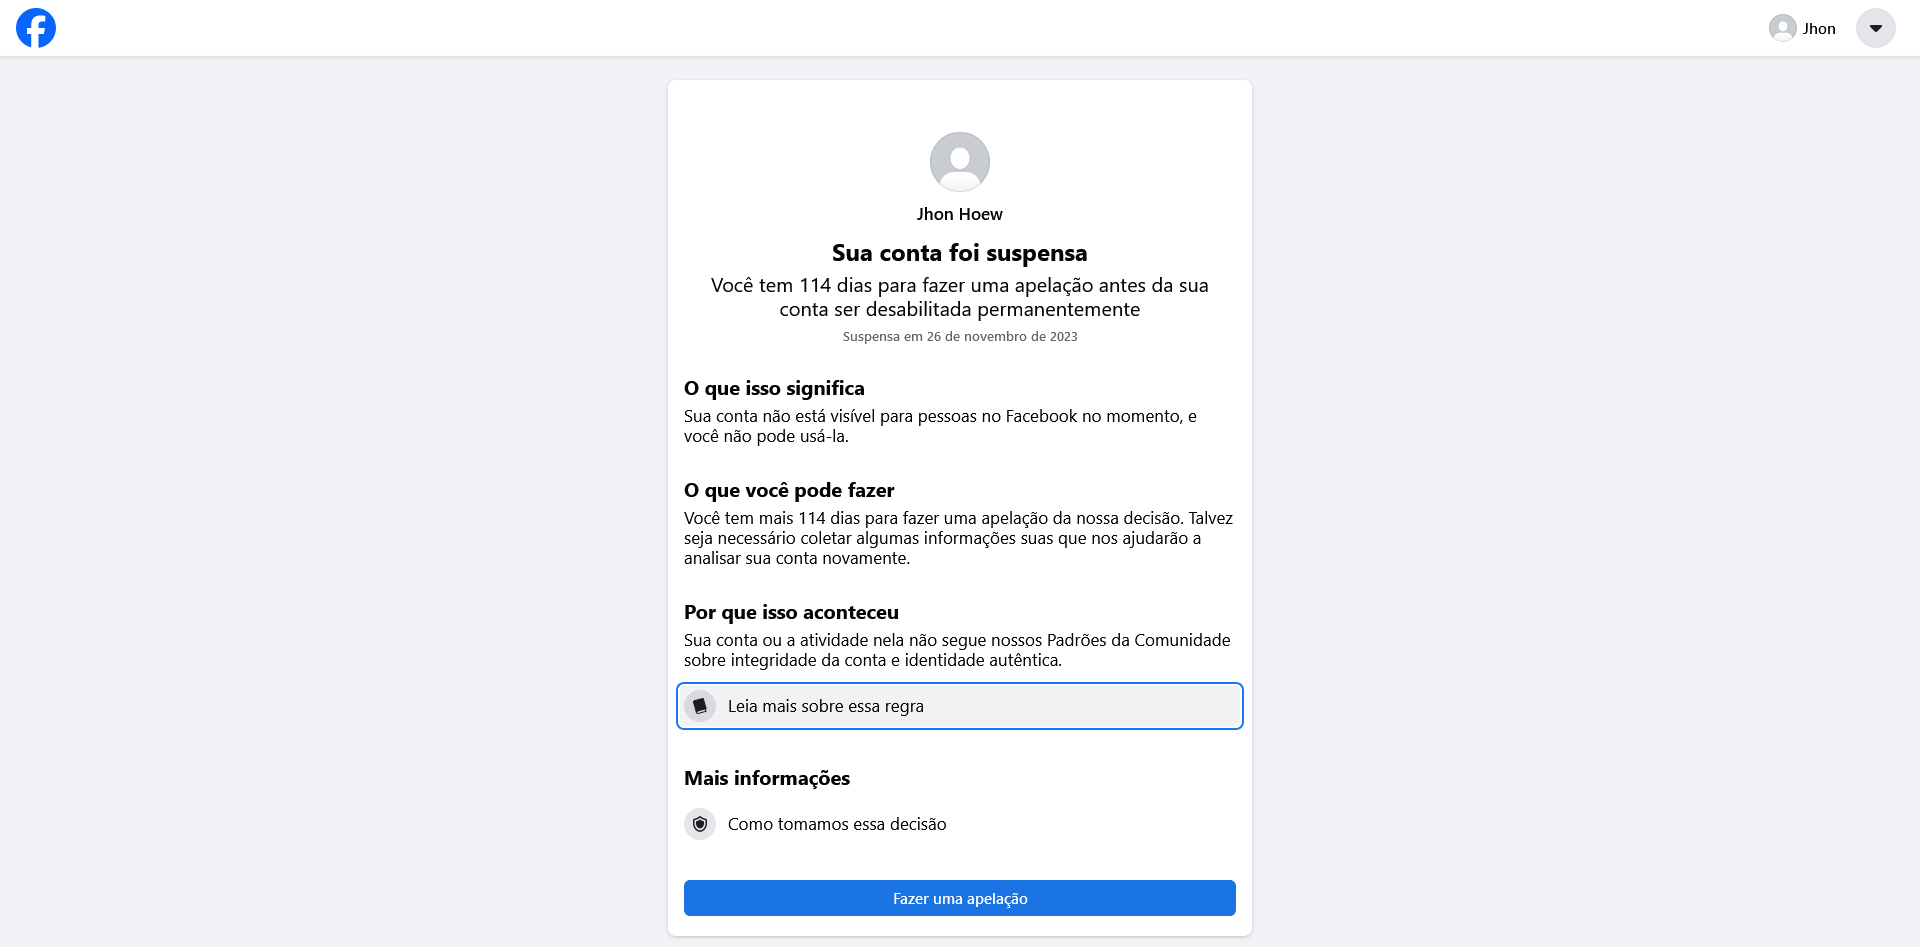 Jhon
Jhon Hoew
Sua conta foi suspensa
Você tem 114 dias para fazer uma apelação antes da sua
conta ser desabilitada permanentemente
Suspensa em 26 de novembro de 2023
O que isso significa
Sua conta não está visível para pessoas no Facebook no momento, e
você não pode usá-la.
O que você pode fazer
Você tem mais 114 dias para fazer uma apelação da nossa decisão. Talvez
seja necessário coletar algumas informações suas que nos ajudarão a
analisar sua conta novamente.
Por que isso aconteceu
Sua conta ou a atividade nela não segue nossos Padrões da Comunidade
sobre integridade da conta e identidade autêntica.
Leia mais sobre essa regra
Mais informações
Como tomamos essa decisão
Fazer uma apelação